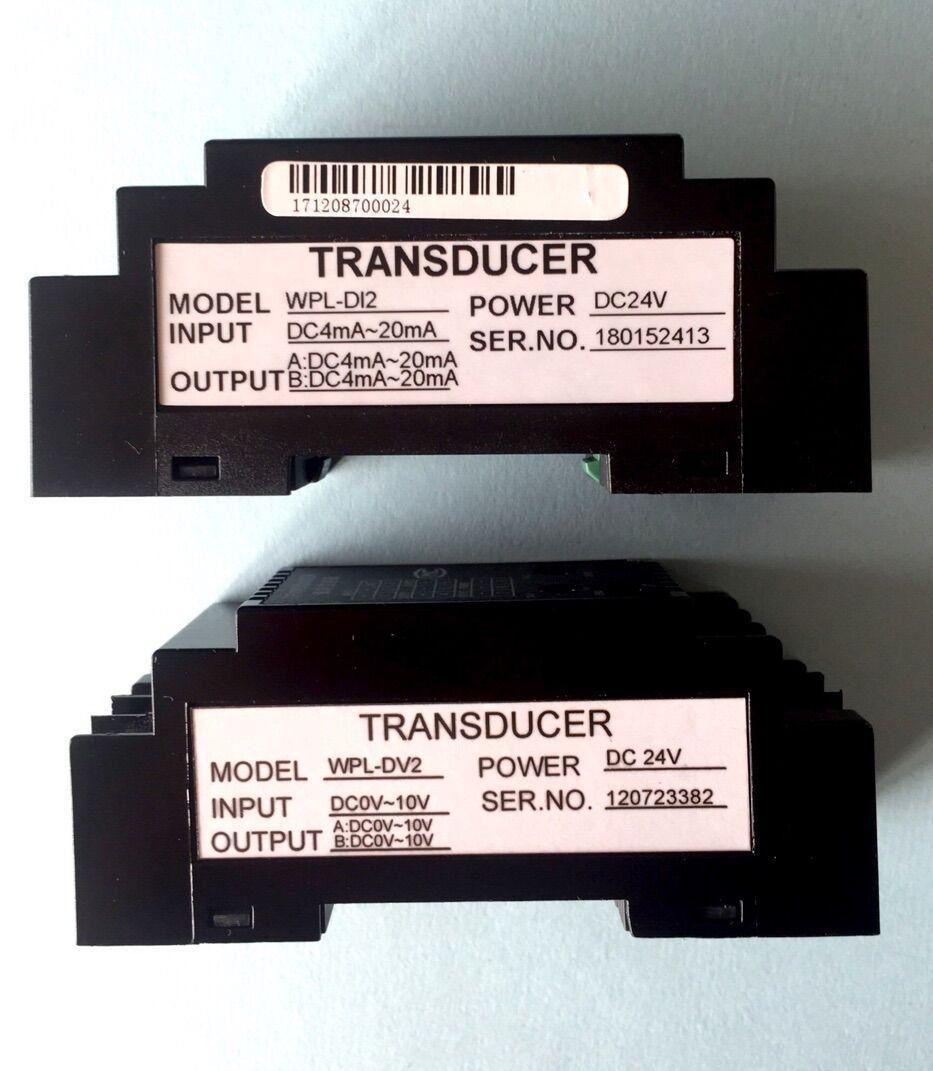 171208700024
TRANSDUCER
MODEL WPL-DI2 POWER DC24V
INPUT DC4mA~20mA SER.NO. 180152413
OUTPUT A:DC4mA~20mA
B:DC4mA~20mA
TRANSDUCER
MODEL WPL-DV2 POWER DC 24V
INPUT DC0V~10V SER.NO. 120723382
OUTPUT A:DC0V~10V
B:DC0V~10V